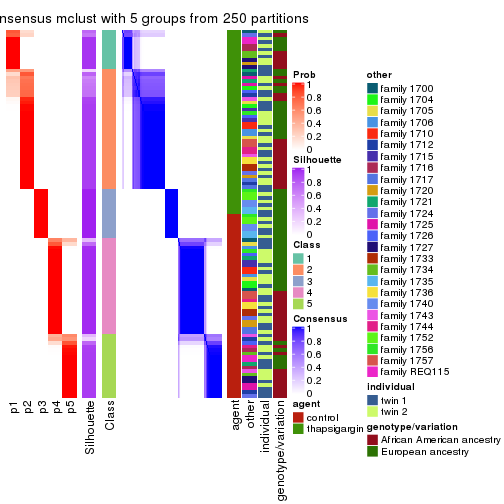 nsensus mclust with 5 groups from 250 partitions
Prob
1
0.8
0.6
0.4
0.2
0
Silhouette
1
0.8
0.6
0.4
0.2
0
Class
1
2
3
4
5
Consensus
1
0.8
0.6
0.4
0.2
0
agent
control
thapsigargin
other
family 1700
family 1704
family 1705
family 1706
family 1710
family 1712
family 1715
family 1716
family 1717
family 1720
family 1721
family 1724
family 1725
family 1726
family 1727
family 1733
family 1734
family 1735
family 1736
family 1740
family 1743
family 1744
family 1752
family 1756
family 1757
family REQ115
individual
twin 1
twin 2
genotype/variation
African American ancestry
European ancestry
p1
p2
p3
p4
p5
Silhouette
Class
agent
other
individual
genotype/variation